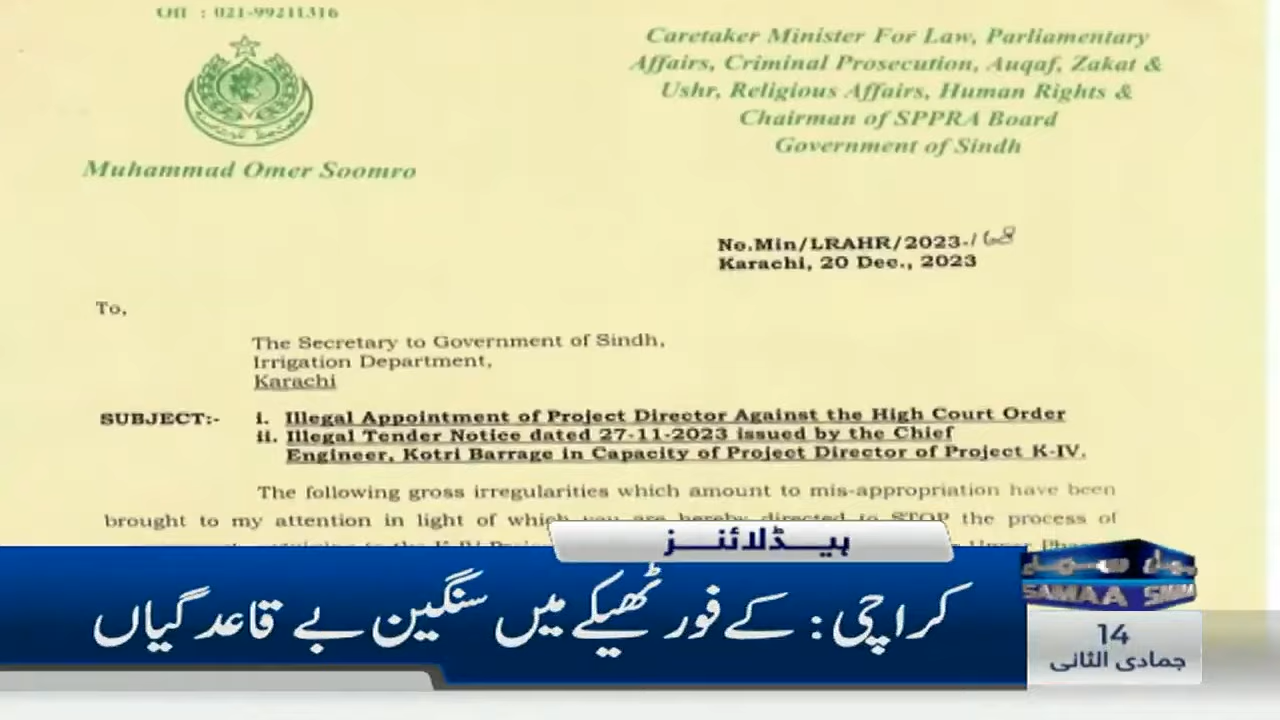 Off : 021-99211316
Muhammad Omer Soomro
Caretaker Minister For Law, Parliamentary
Affairs, Criminal Prosecution, Auqaf, Zakat &
Ushr, Religious Affairs, Human Rights &
Chairman of SPPRA Board
Government of Sindh
No.Min/LRAHR/2023-168
Karachi, 20 Dec., 2023
To,
The Secretary to Government of Sindh,
Irrigation Department,
Karachi
SUBJECT:- i. Illegal Appointment of Project Director Against the High Court Order
ii. Illegal Tender Notice dated 27-11-2023 issued by the Chief
Engineer, Kotri Barrage in Capacity of Project Director of Project K-IV.
The following gross irregularities which amount to mis-appropriation have been
brought to my attention in light of which you are hereby directed to STOP the process of
ہیڈلائنز
کراچی: کے فور ٹھیکے میں سنگین بے قاعدگیاں
SAMAA
14
جمادی الثانی